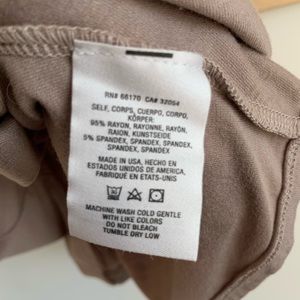 RN# 66170 CA# 32054
SELF, CORPS, CUERPO, CORPO,
KÖRPER:
95% RAYON, RAYONNE, RAYÓN,
RAION, KUNSTSEIDE
5% SPANDEX, SPANDEX, SPANDEX,
SPANDEX, SPANDEX
MADE IN USA, HECHO EN
ESTADOS UNIDOS DE AMERICA,
FABRIQUÉ EN ETATS-UNIS
MACHINE WASH COLD GENTLE
WITH LIKE COLORS
DO NOT BLEACH
TUMBLE DRY LOW